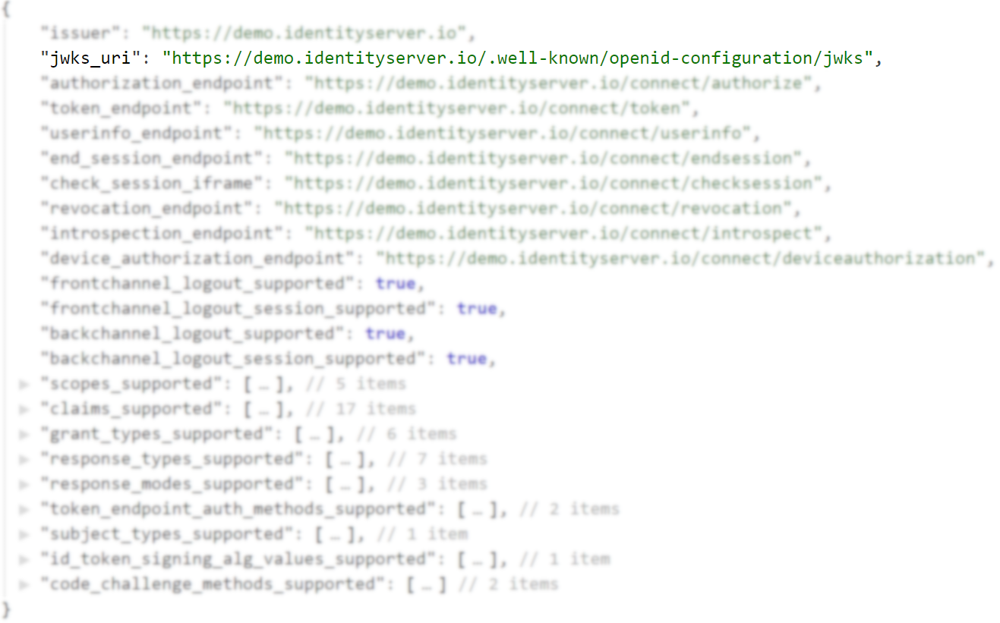 {
"issuer": "https://demo.identityserver.io",
"jwks_uri": "https://demo.identityserver.io/.well-known/openid-configuration/jwks",
"authorization_endpoint": "https://demo.identityserver.io/connect/authorize",
"token_endpoint": "https://demo.identityserver.io/connect/token",
"userinfo_endpoint": "https://demo.identityserver.io/connect/userinfo",
"end_session_endpoint": "https://demo.identityserver.io/connect/endsession",
"check_session_iframe": "https://demo.identityserver.io/connect/checksession",
"revocation_endpoint": "https://demo.identityserver.io/connect/revocation",
"introspection_endpoint": "https://demo.identityserver.io/connect/introspect",
"device_authorization_endpoint": "https://demo.identityserver.io/connect/deviceauthorization",
"frontchannel_logout_supported": true,
"frontchannel_logout_session_supported": true,
"backchannel_logout_supported": true,
"backchannel_logout_session_supported": true,
"scopes_supported": [ … ], // 5 items
"claims_supported": [ … ], // 17 items
"grant_types_supported": [ … ], // 6 items
"response_types_supported": [ … ], // 7 items
"response_modes_supported": [ … ], // 3 items
"token_endpoint_auth_methods_supported": [ … ], // 2 items
"subject_types_supported": [ … ], // 1 item
"id_token_signing_alg_values_supported": [ … ], // 1 item
"code_challenge_methods_supported": [ … ] // 2 items
}